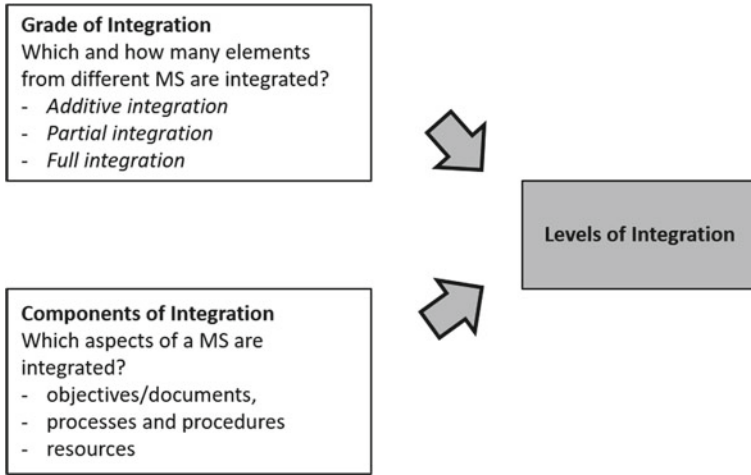 Grade of Integration
Which and how many elements
from different MS are integrated?
- Additive integration
- Partial integration
- Full integration
Levels of Integration
Components of Integration
Which aspects of a MS are
integrated?
- objectives/documents,
- processes and procedures
- resources